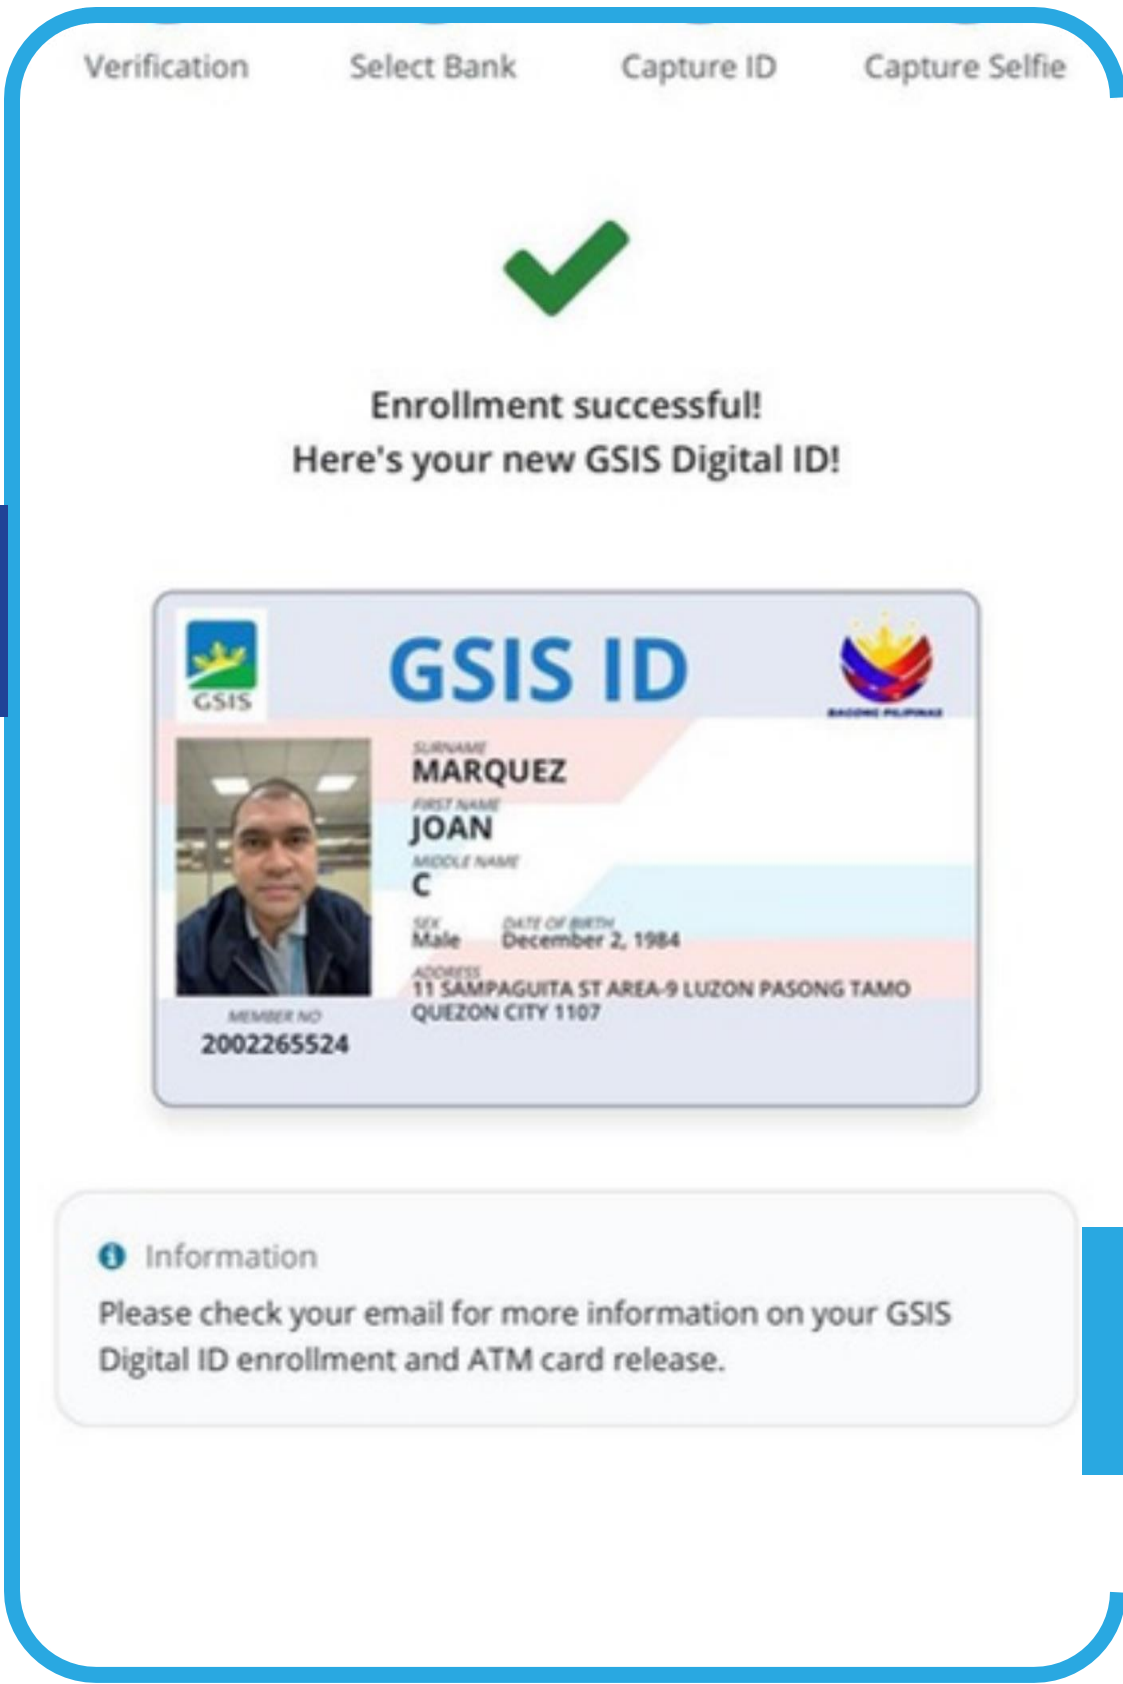 Verification Select Bank Capture ID Capture Selfie
Enrollment successful!
Here's your new GSIS Digital ID!
GSIS
GSIS ID
BAGONG PILIPINAS
SURNAME
MARQUEZ
FIRST NAME
JOAN
MIDDLE NAME
C
SEX DATE OF BIRTH
Male December 2, 1984
ADDRESS
11 SAMPAGUITA ST AREA-9 LUZON PASONG TAMO
QUEZON CITY 1107
MEMBER NO
2002265524
Information
Please check your email for more information on your GSIS
Digital ID enrollment and ATM card release.